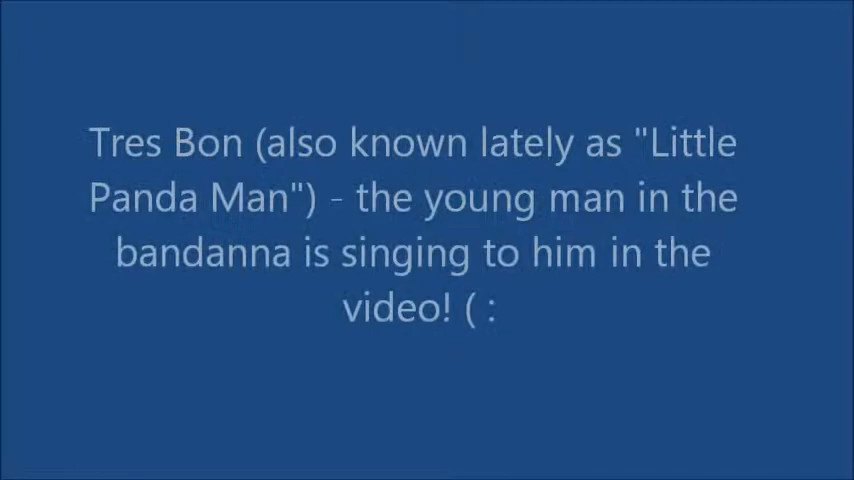 Tres Bon (also known lately as "Little
Panda Man") - the young man in the
bandanna is singing to him in the
video! ( :